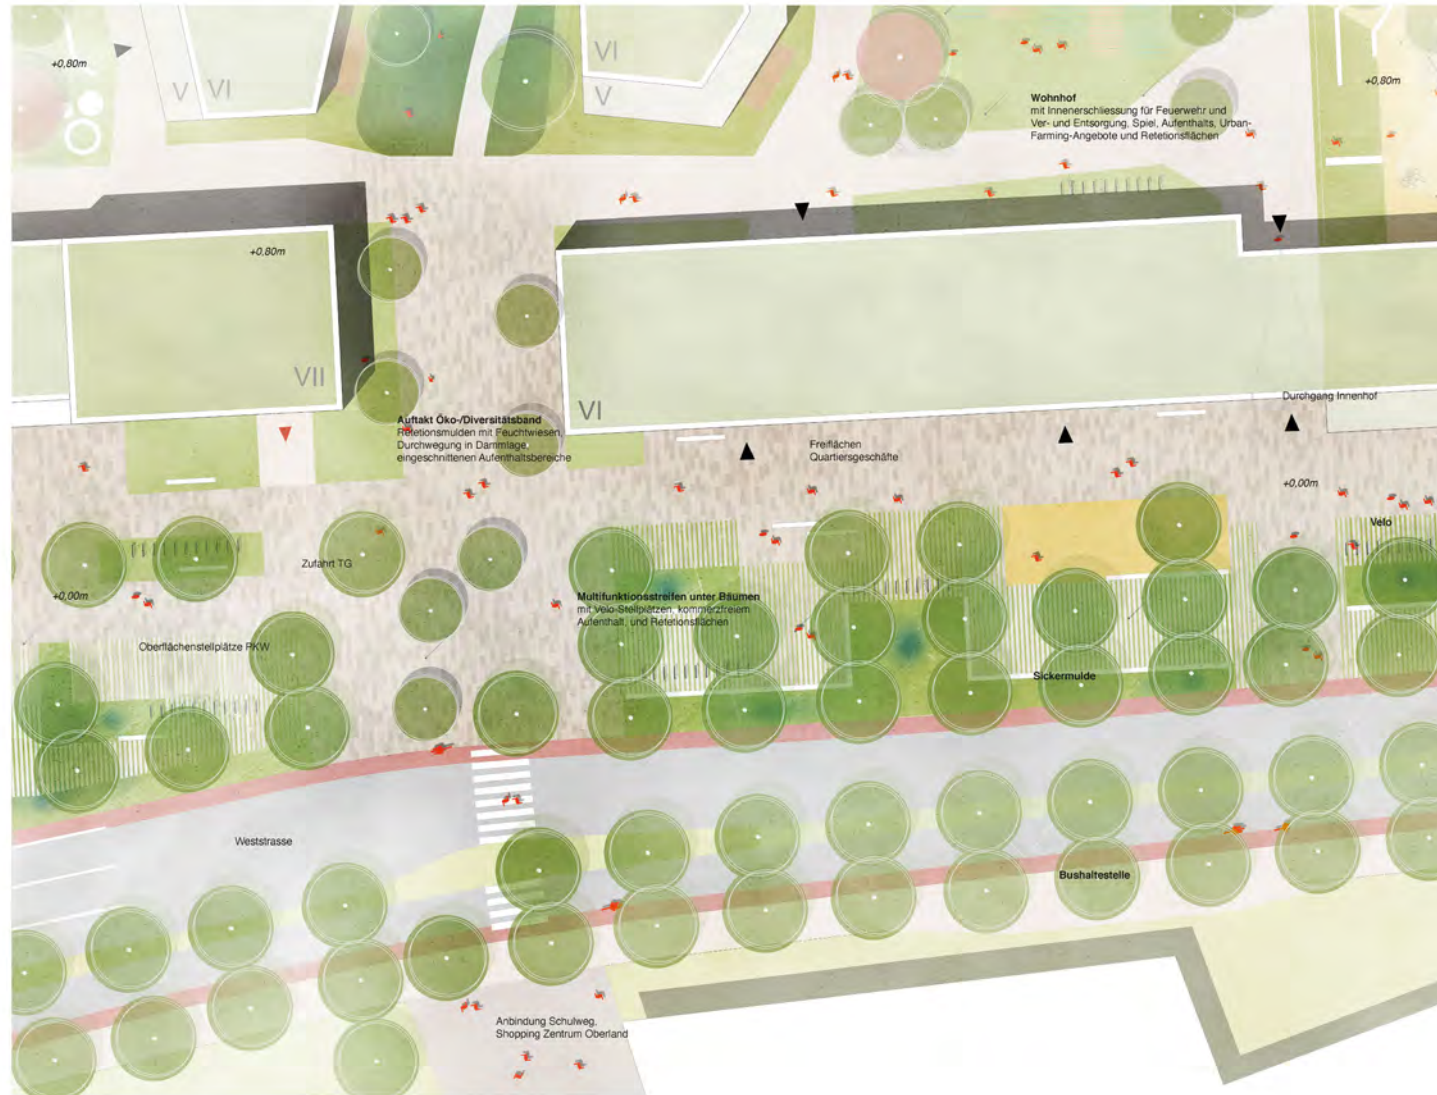 +0,80m
V
VI
VI
V
Wohnhof
mit Innenerschliessung für Feuerwehr und
Ver- und Entsorgung, Spiel, Aufenthalts, Urban-
Farming-Angebote und Retetionsflächen
+0,80m
+0,80m
VII
VI
Durchgang Innenhof
Auftakt Öko-/Diversitätsband
Retetionsmulden mit Feuchtwiesen,
Durchwegung in Dammlage,
eingeschnittenen Aufenthaltsbereiche
Freiflächen
Quartiersgeschäfte
+0,00m
Velo
Zufahrt TG
+0,00m
Multifunktionsstreifen unter Bäumen
mit Velo-Stellplätzen, kommerzfreiem
Aufenthalt, und Retetionsflächen
Oberflächenstellplätze PKW
Sickermulde
Weststrasse
Bushaltestelle
Anbindung Schulweg,
Shopping Zentrum Oberland